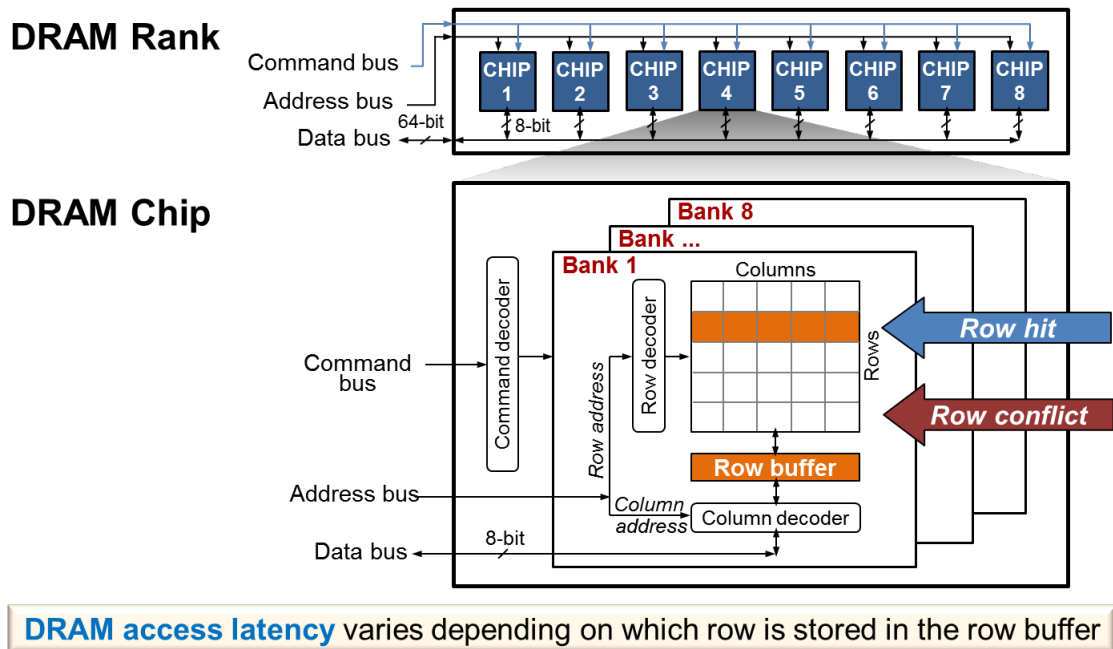 DRAM Rank
Command bus
Address bus
64-bit
Data bus
CHIP
1
CHIP
2
CHIP
3
CHIP
4
CHIP
5
CHIP
6
CHIP
7
CHIP
8
8-bit
DRAM Chip
Bank 8
Bank ...
Bank 1
Columns
Command decoder
Row decoder
Rows
Row hit
Command
bus
Row address
Row conflict
Row buffer
Address bus
Column
address
Column decoder
8-bit
Data bus
DRAM access latency varies depending on which row is stored in the row buffer